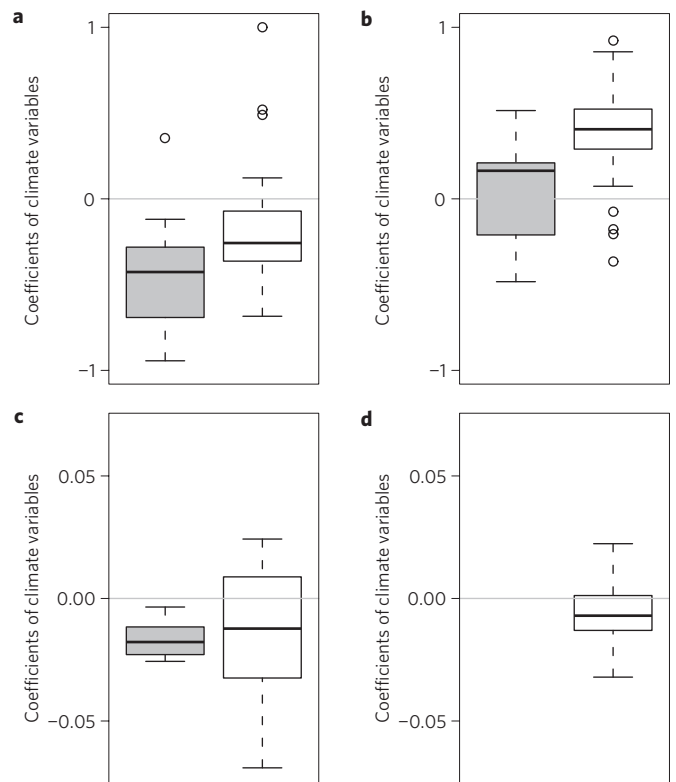 a
Coefficients of climate variables
1
0
−1
b
Coefficients of climate variables
1
0
−1
c
Coefficients of climate variables
0.05
0.00
−0.05
d
Coefficients of climate variables
0.05
0.00
−0.05